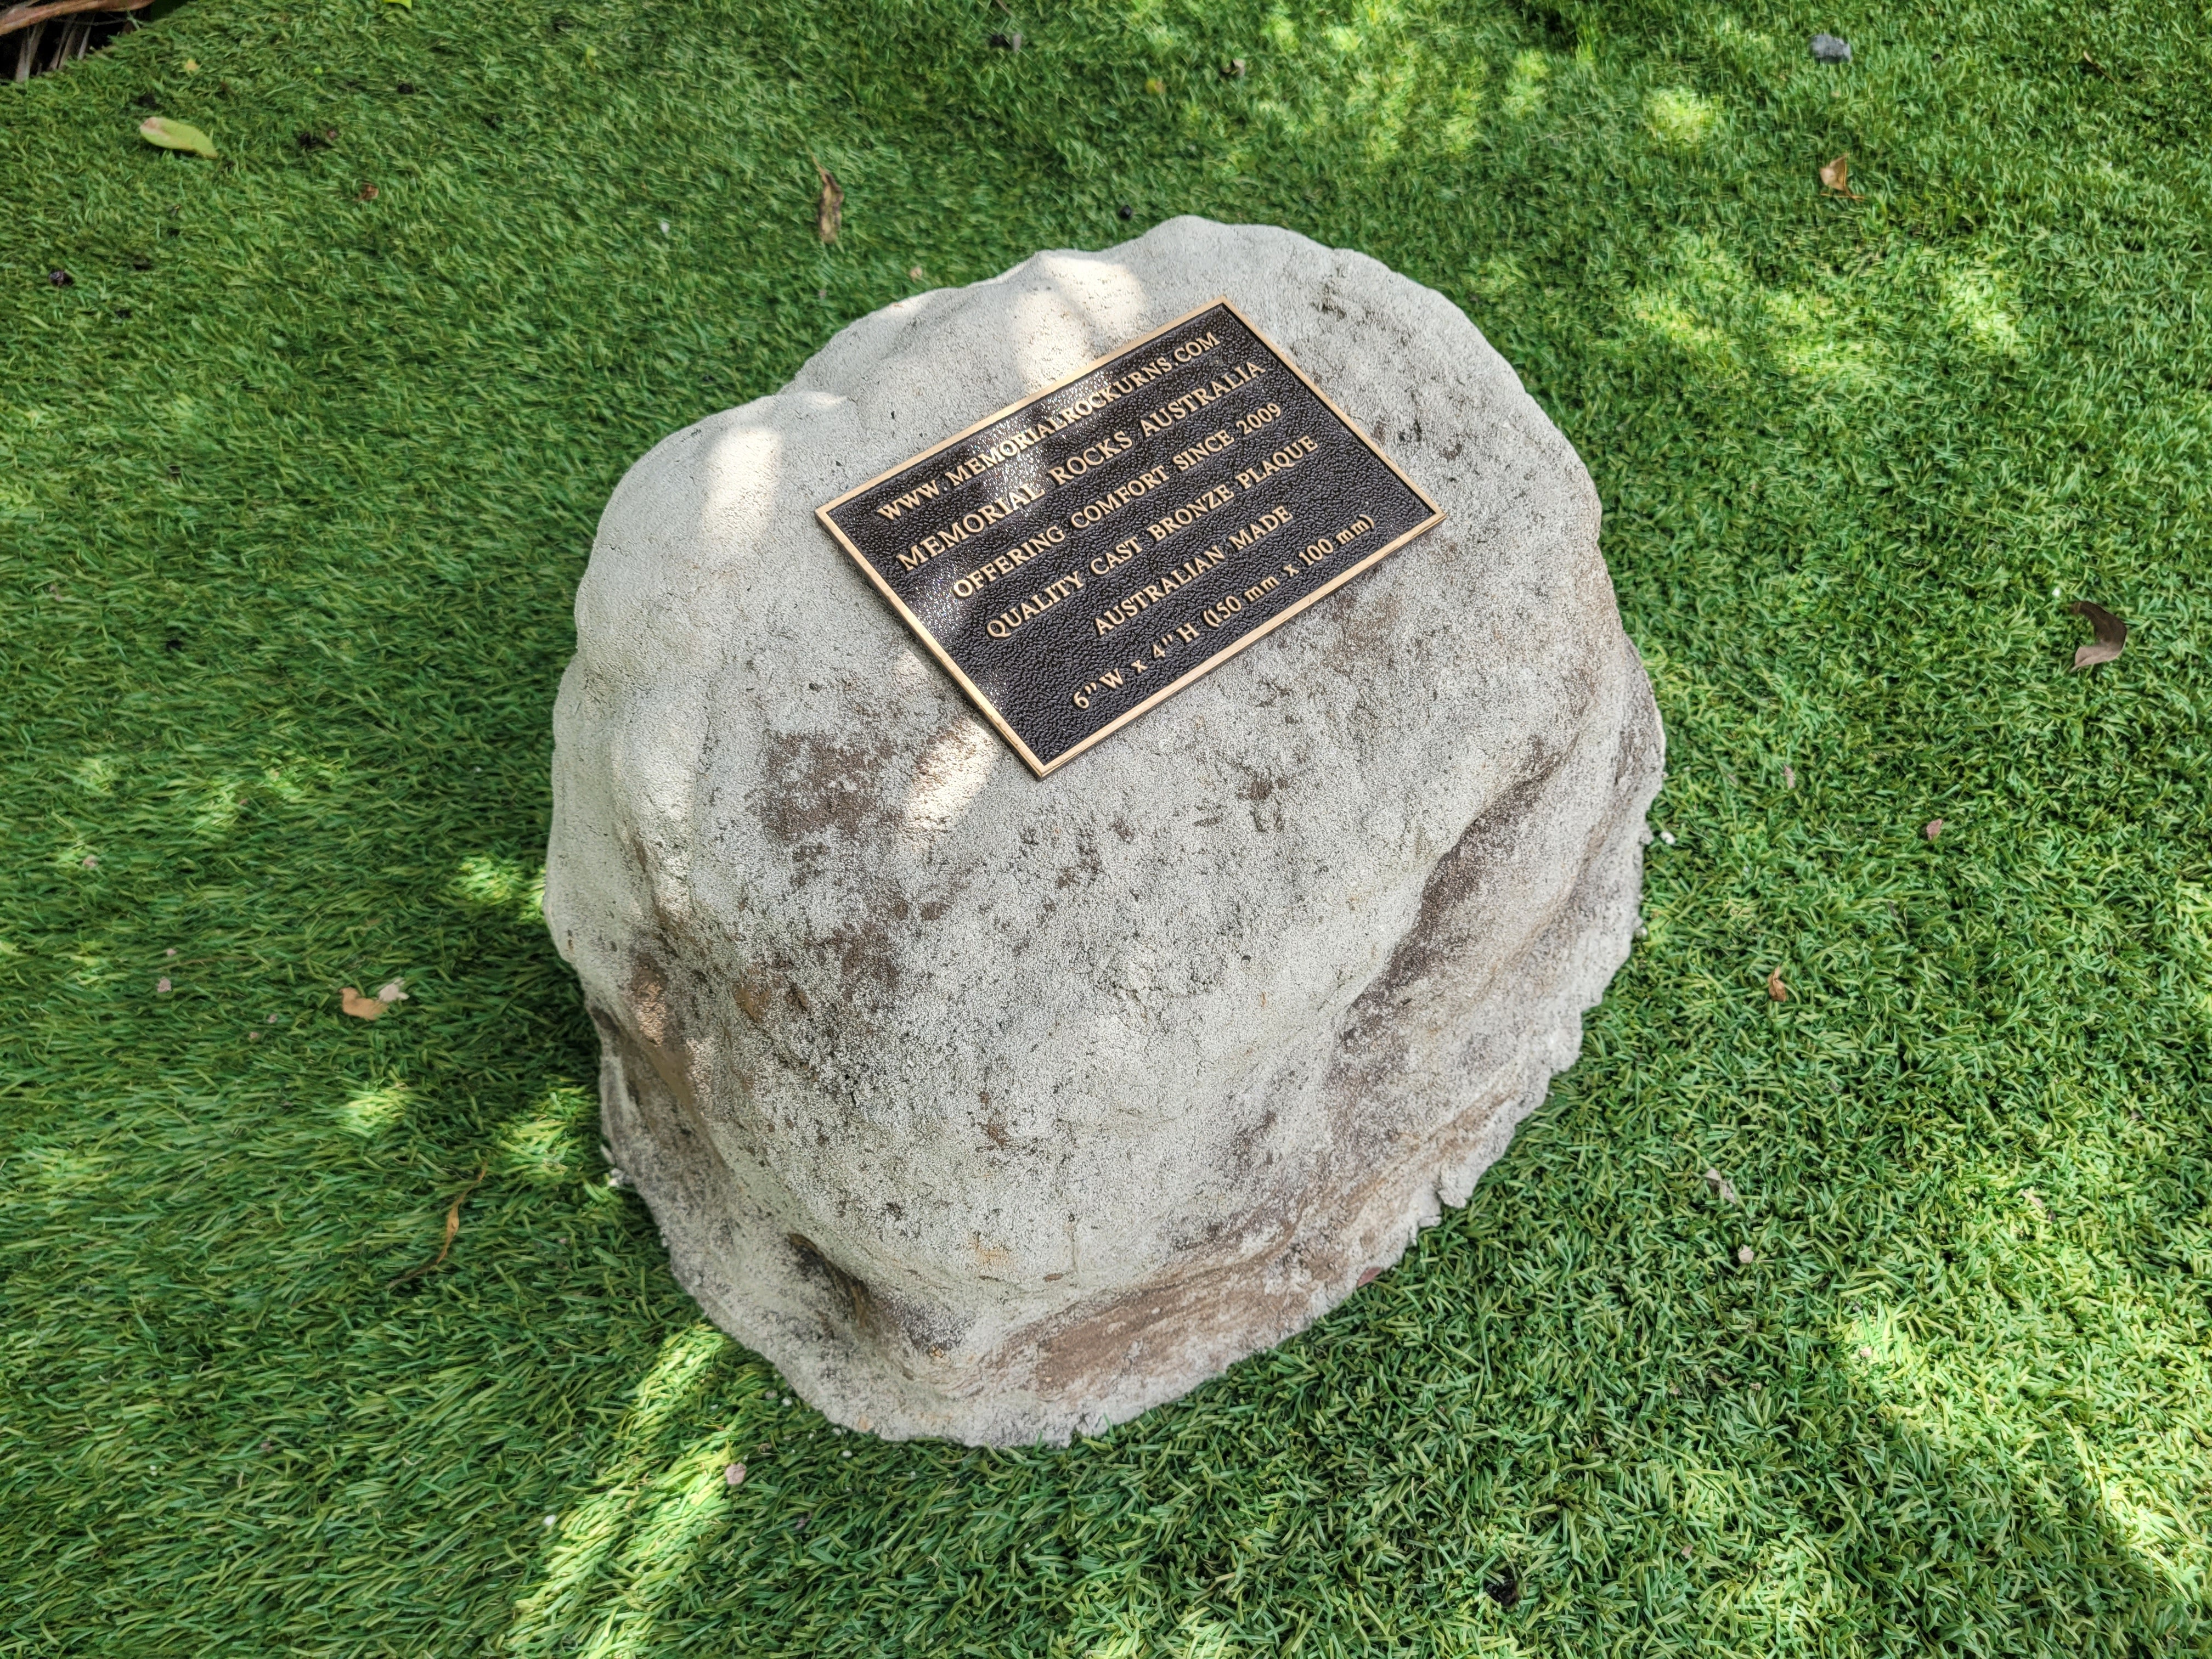 WWW.MEMORIALROCKURNS.COM
MEMORIAL ROCKS AUSTRALIA
OFFERING COMFORT SINCE 2009
QUALITY CAST BRONZE PLAQUE
AUSTRALIAN MADE
6" W x 4" H (150 mm x 100 mm)